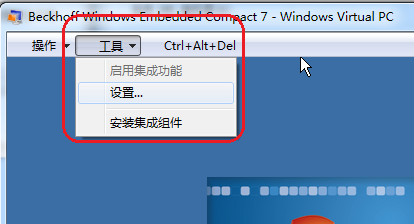 Beckhoff Windows Embedded Compact 7 - Windows Virtual PC
操作 工具 Ctrl+Alt+Del
启用集成功能
设置...
安装集成组件